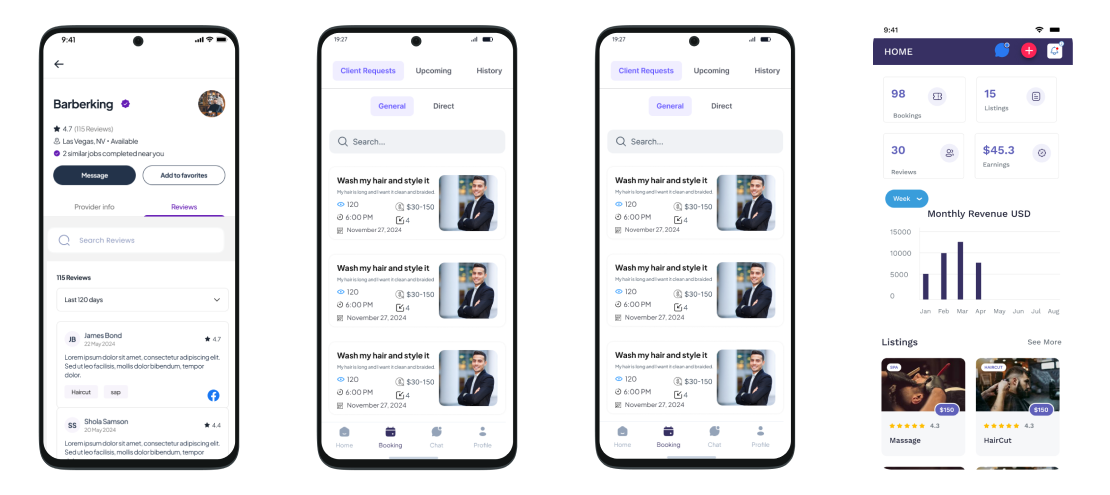 9:41
Barberking
4.7 (115 Reviews)
Las Vegas, NV • Available
2 similar jobs completed near you
Message
Add to favorites
Provider info
Reviews
Search Reviews
115 Reviews
Last 120 days
JB
James Bond
22 May 2024
4.7
Lorem ipsum dolor sit amet, consectetur adipiscing elit.
Sed ut leo facilisis, mollis dolor bibendum, tempor
dolor.
Haircut
sap
SS
Shola Samson
20 May 2024
4.4
Lorem ipsum dolor sit amet, consectetur adipiscing elit.
Sed ut leo facilisis, mollis dolor bibendum, tempor
19:27
Client Requests
Upcoming
History
General
Direct
Search...
Wash my hair and style it
My hair is long and I want it clean and braided.
120
$30-150
6:00 PM
4
November 27, 2024
Wash my hair and style it
My hair is long and I want it clean and braided.
120
$30-150
6:00 PM
4
November 27, 2024
Wash my hair and style it
My hair is long and I want it clean and braided.
120
$30-150
6:00 PM
4
November 27, 2024
Home
Booking
Chat
Profile
19:27
Client Requests
Upcoming
History
General
Direct
Search...
Wash my hair and style it
My hair is long and I want it clean and braided.
120
$30-150
6:00 PM
4
November 27, 2024
Wash my hair and style it
My hair is long and I want it clean and braided.
120
$30-150
6:00 PM
4
November 27, 2024
Wash my hair and style it
My hair is long and I want it clean and braided.
120
$30-150
6:00 PM
4
November 27, 2024
Home
Booking
Chat
Profile
9:41
HOME
98
Bookings
15
Listings
30
Reviews
$45.3
Earnings
Week
Monthly Revenue USD
15000
10000
5000
0
Jan Feb Mar Apr May Jun Jul Aug
Listings
See More
SPA
$150
4.3
Massage
HAIRCUT
$150
4.3
HairCut